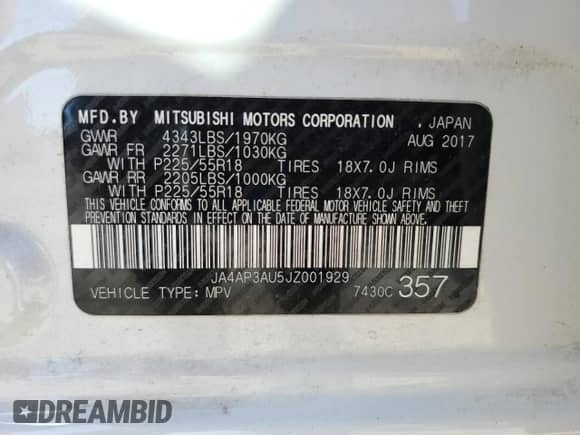 MFD.BY MITSUBISHI MOTORS CORPORATION , JAPAN
GVWR 4343LBS/1970KG AUG 2017
GAWR FR 2271LBS/1030KG
WITH P225/55R18 TIRES 18X7.0J RIMS
GAWR RR 2205LBS/1000KG
WITH P225/55R18 TIRES 18X7.0J RIMS
THIS VEHICLE CONFORMS TO ALL APPLICABLE FEDERAL MOTOR VEHICLE SAFETY AND THEFT
PREVENTION STANDARDS IN EFFECT ON THE DATE OF MANUFACTURE SHOWN ABOVE.
JA4AP3AU5JZ001929
VEHICLE TYPE: MPV 7430C 357
DREAMBID